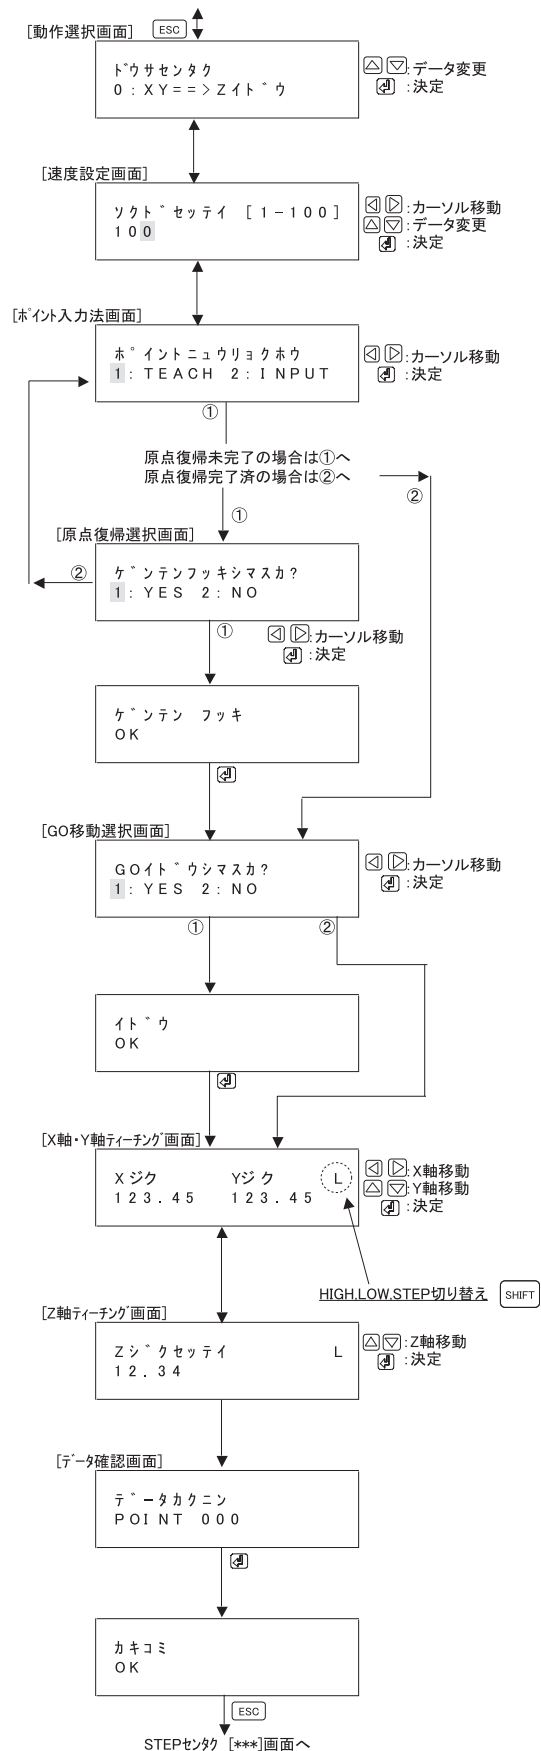 [動作選択画面] ESC
ドウサセンタク
0:XY==>Zイドウ
:データ変更
:決定
[速度設定画面]
ソクドセッテイ [1-100]
100
:カーソル移動
:データ変更
:決定
[ポイント入力法画面]
ポイントニュウリョクホウ
1:TEACH 2:INPUT
:カーソル移動
:決定
①
原点復帰未完了の場合は①へ
原点復帰完了済の場合は②へ
②
①
[原点復帰選択画面]
②
ゲンテンフッキシマスカ?
1:YES 2:NO
①
:カーソル移動
:決定
ゲンテン フッキ
OK
[GO移動選択画面]
GOイドウシマスカ?
1:YES 2:NO
:カーソル移動
:決定
① ②
イドウ
OK
[X軸・Y軸ティーチング画面]
Xジク Yジク L
123.45 123.45
:X軸移動
:Y軸移動
:決定
HIGH,LOW,STEP切り替え SHIFT
[Z軸ティーチング画面]
Zジクセッテイ L
12.34
:Z軸移動
:決定
[データ確認画面]
データカクニン
POINT 000
カキコミ
OK
ESC
STEPセンタク [***]画面へ